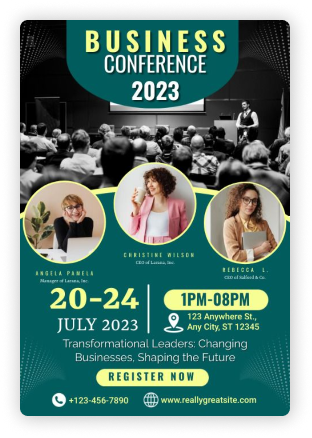 BUSINESS
CONFERENCE
2023
CHRISTINE WILSON
CEO of Larana, Inc.
ANGELA PAMELA
Manager of Larana, Inc.
REBECCA L.
CEO of Salford & Co.
20-24
JULY 2023
1PM-08PM
123 Anywhere St.,
Any City, ST 12345
Transformational Leaders: Changing
Businesses, Shaping the Future
REGISTER NOW
+123-456-7890
www.reallygreatsite.com